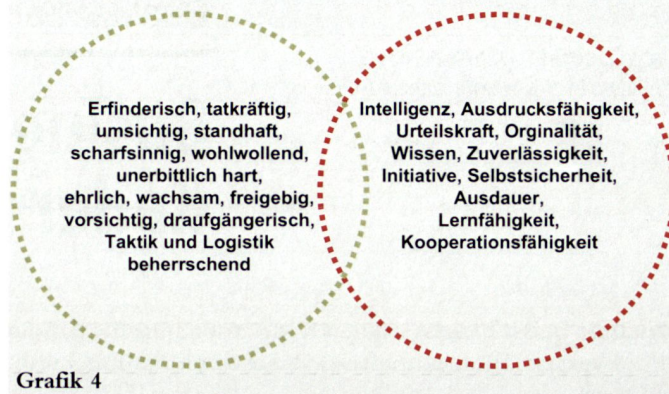 Erfinderisch, tatkräftig,
umsichtig, standhaft,
scharfsinnig, wohlwollend,
unerbittlich hart,
ehrlich, wachsam, freigebig,
vorsichtig, draufgängerisch,
Taktik und Logistik
beherrschend
Intelligenz, Ausdrucksfähigkeit,
Urteilskraft, Orginalität,
Wissen, Zuverlässigkeit,
Initiative, Selbstsicherheit,
Ausdauer,
Lernfähigkeit,
Kooperationsfähigkeit
Grafik 4